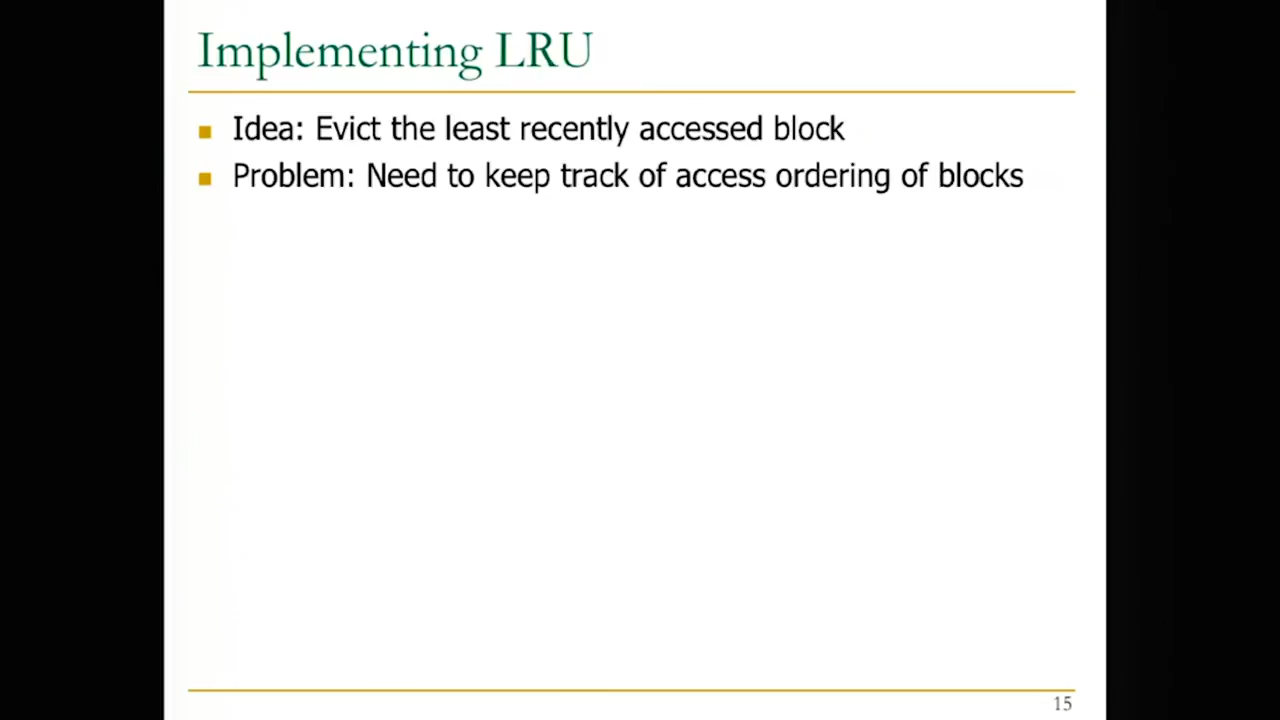 Implementing LRU
Idea: Evict the least recently accessed block
Problem: Need to keep track of access ordering of blocks
15